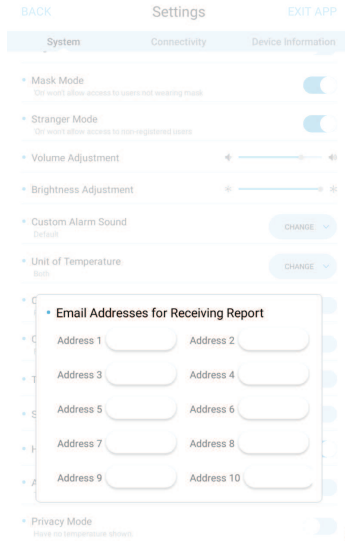 BACK Settings EXIT APP
System Connectivity Device Information
Mask Mode
On won't allow access to users not wearing mask
Stranger Mode
On won't allow access to non-registered users
Volume Adjustment
Brightness Adjustment
Custom Alarm Sound
Default
CHANGE
Unit of Temperature
Both
CHANGE
Email Addresses for Receiving Report
Address 1 Address 2
Address 3 Address 4
Address 5 Address 6
Address 7 Address 8
Address 9 Address 10
Privacy Mode
Have no temperature shown